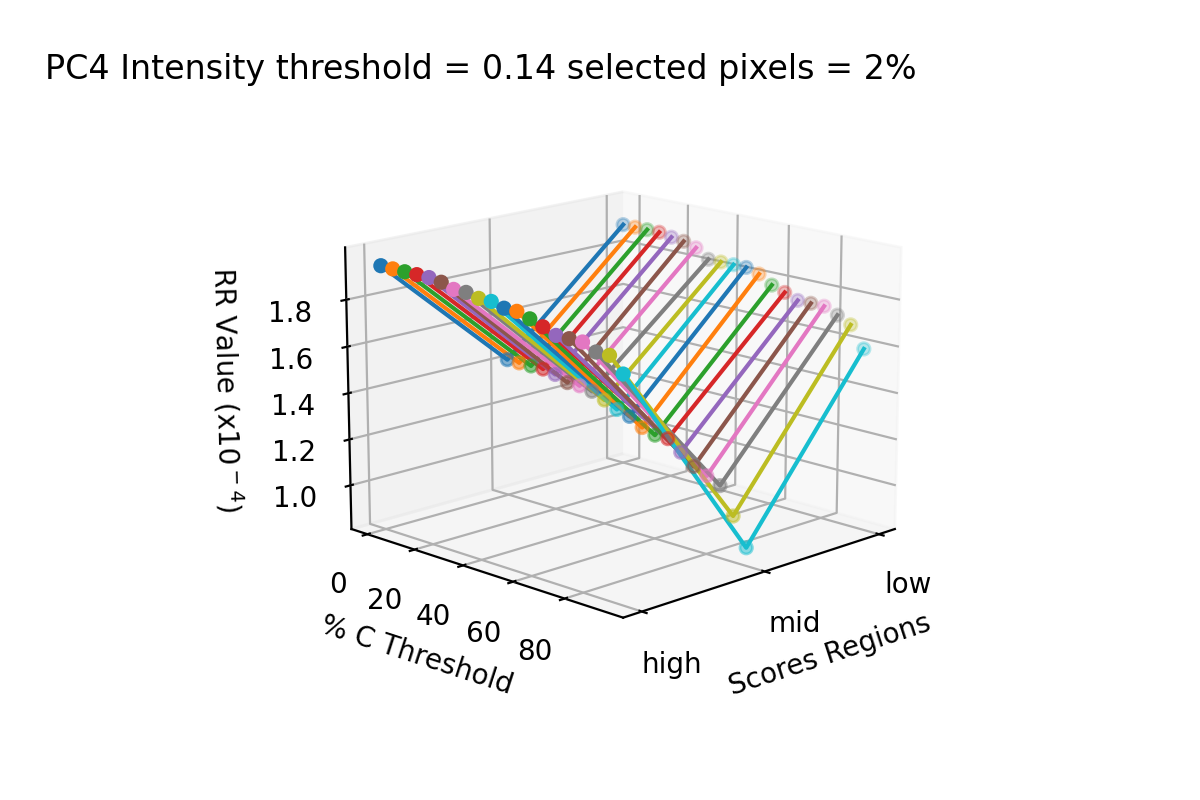 PC4 Intensity threshold = 0.14 selected pixels = 2%
RR Value (x10⁻⁴)
1.8
1.6
1.4
1.2
1.0
0
20
40
60
80
% C Threshold
high
mid
low
Scores Regions